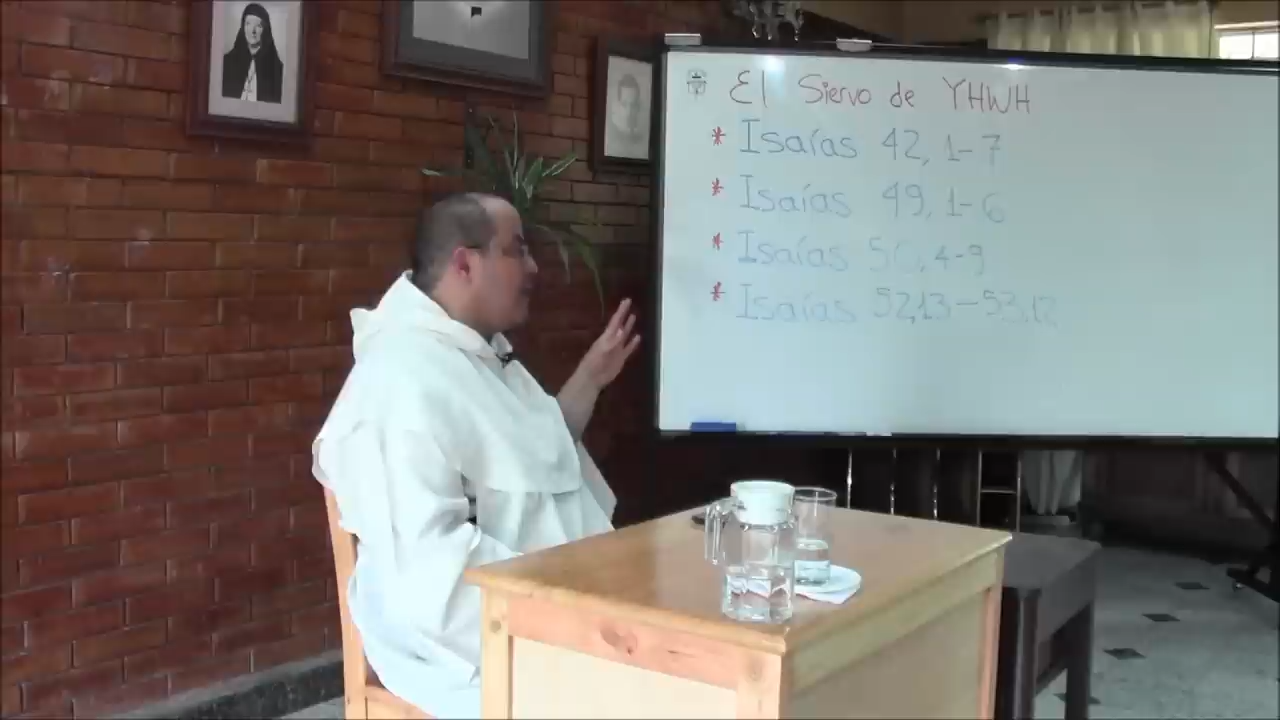 El Siervo de YHWH
* Isaías 42, 1-7
* Isaías 49, 1-6
* Isaías 50, 4-9
* Isaías 52,13-53,12